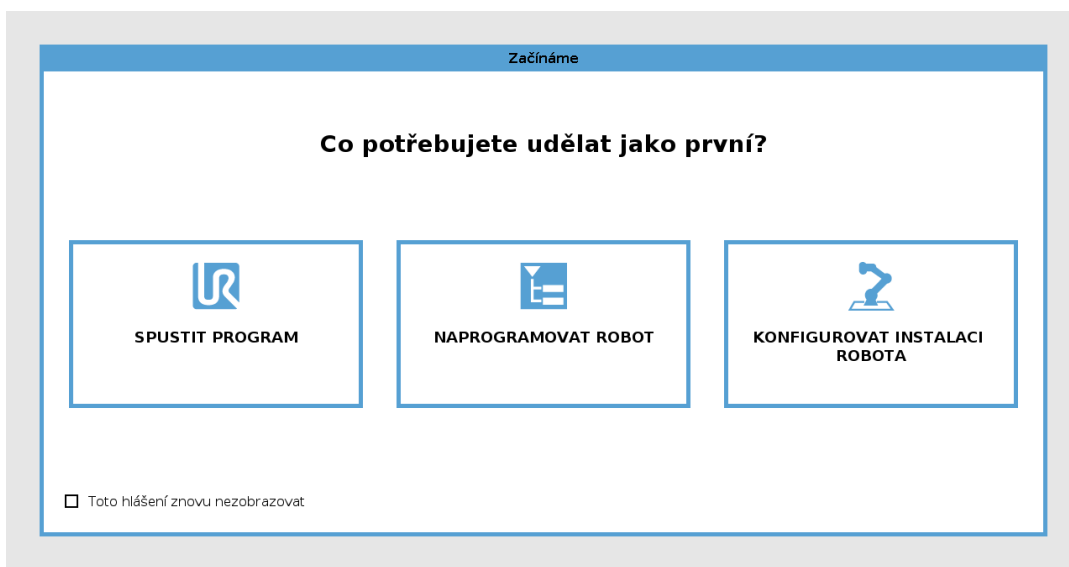 Začínáme
Co potřebujete udělat jako první?
SPUSTIT PROGRAM
NAPROGRAMOVAT ROBOT
KONFIGUROVAT INSTALACI
ROBOTA
Toto hlášení znovu nezobrazovat